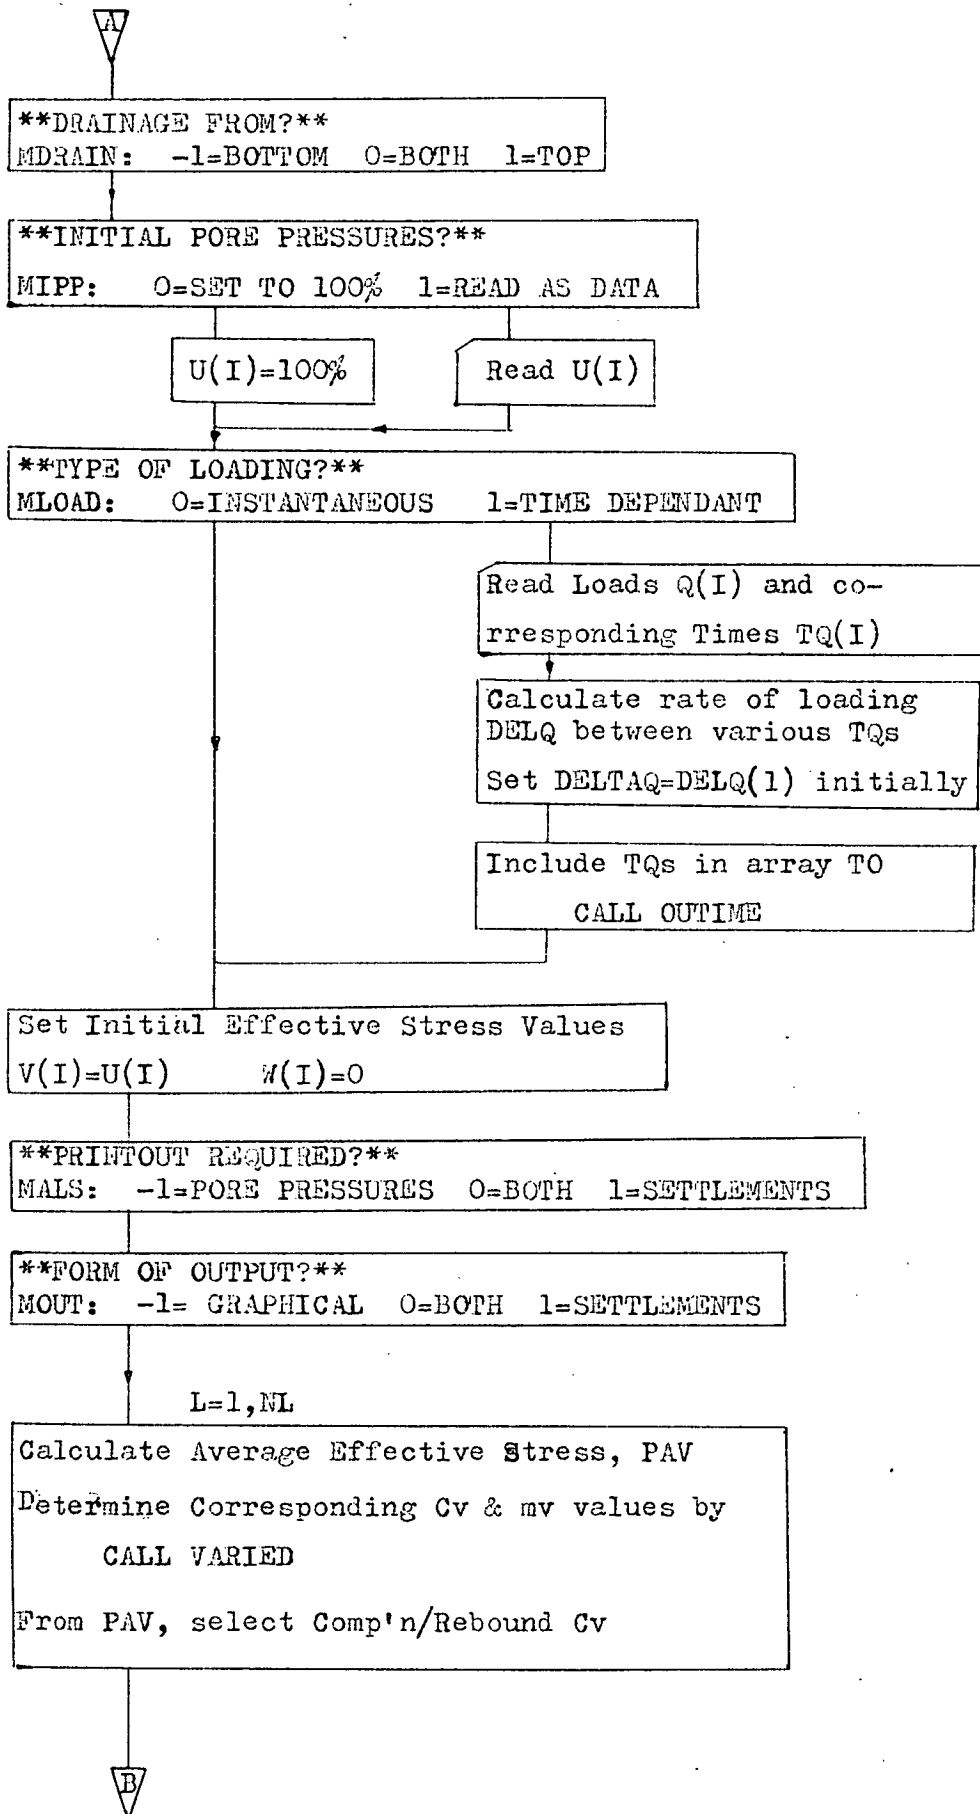 A
**DRAINAGE FROM?**
MDRAIN: -1=BOTTOM 0=BOTH 1=TOP
**INITIAL PORE PRESSURES?**
MIPP: 0=SET TO 100% 1=READ AS DATA
U(I)=100%
Read U(I)
**TYPE OF LOADING?**
MLOAD: 0=INSTANTANEOUS 1=TIME DEPENDANT
Read Loads Q(I) and co-
rresponding Times TQ(I)
Calculate rate of loading
DELQ between various TQs
Set DELTAQ=DELQ(1) initially
Include TQs in array TO
CALL OUTIME
Set Initial Effective Stress Values
V(I)=U(I) W(I)=0
**PRINTOUT REQUIRED?**
MALS: -1=PORE PRESSURES 0=BOTH 1=SETTLEMENTS
**FORM OF OUTPUT?**
MOUT: -1= GRAPHICAL 0=BOTH 1=SETTLEMENTS
L=1,NL
Calculate Average Effective Stress, PAV
Determine Corresponding Cv & mv values by
CALL VARIED
From PAV, select Comp'n/Rebound Cv
B